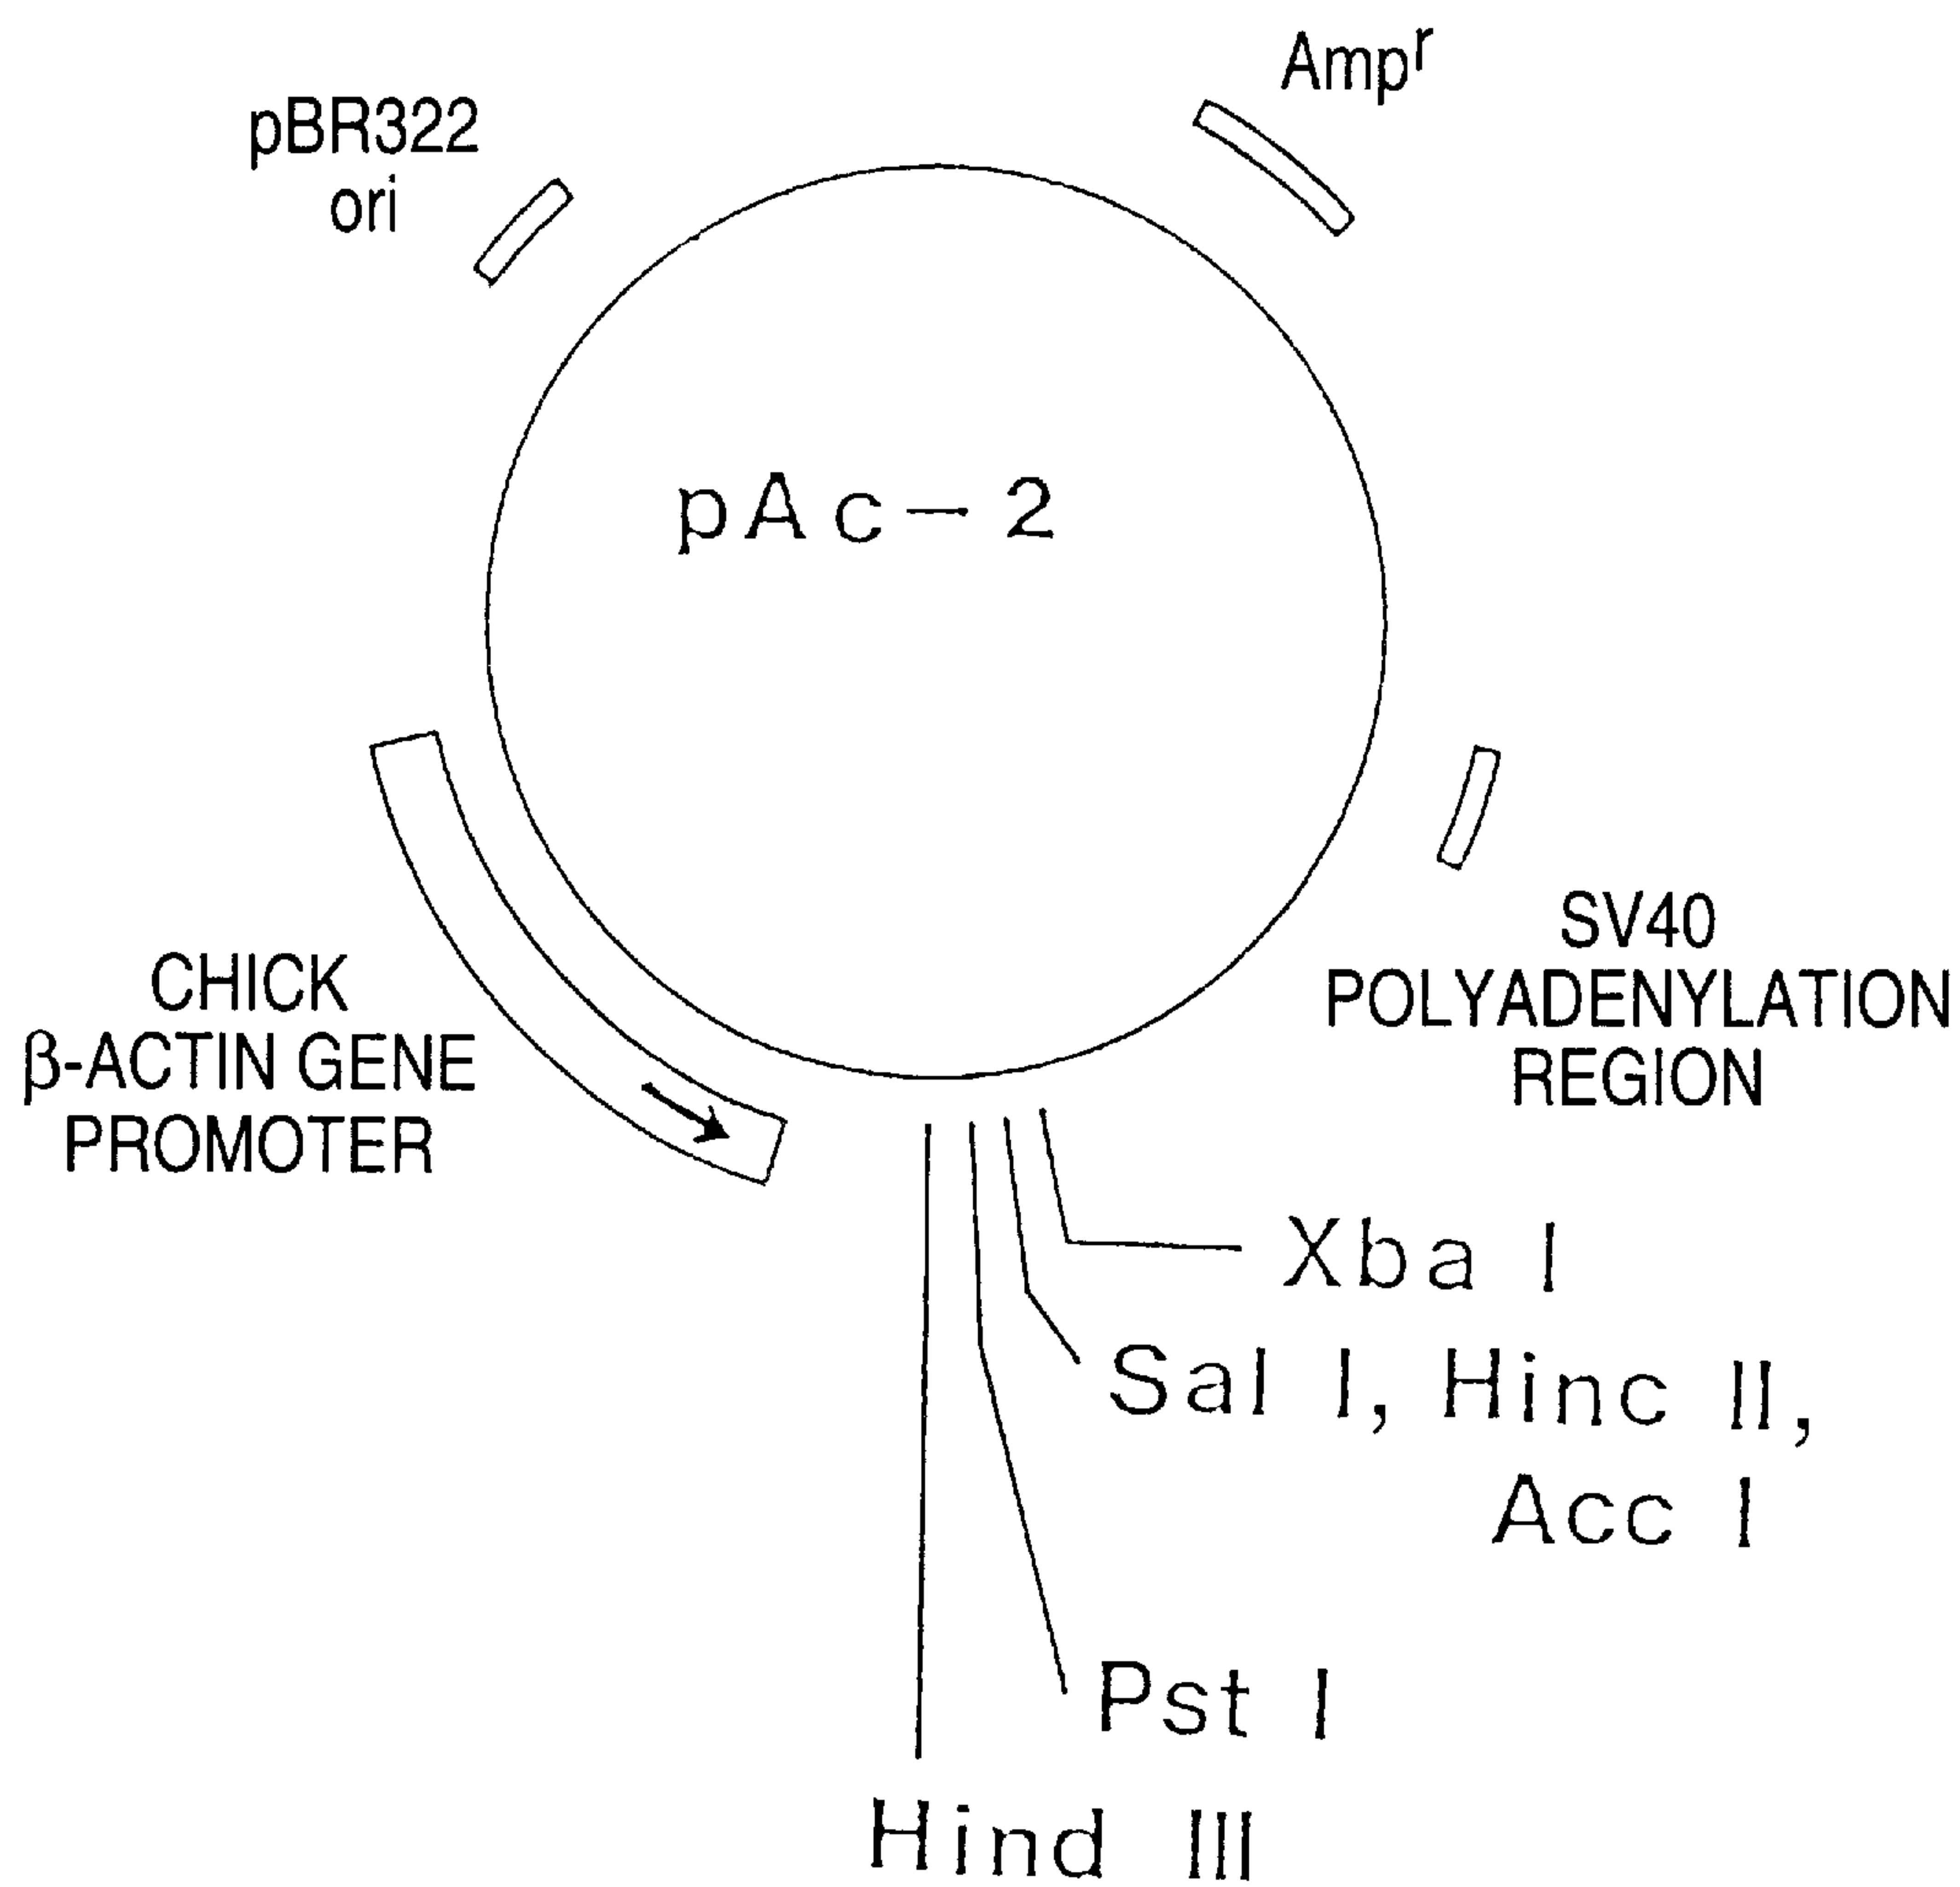 Ampʳ
pBR322
ori
pAc-2
CHICK
β-ACTIN GENE
PROMOTER
SV40
POLYADENYLATION
REGION
Xba I
Sal I, Hinc II,
Acc I
Pst I
Hind III